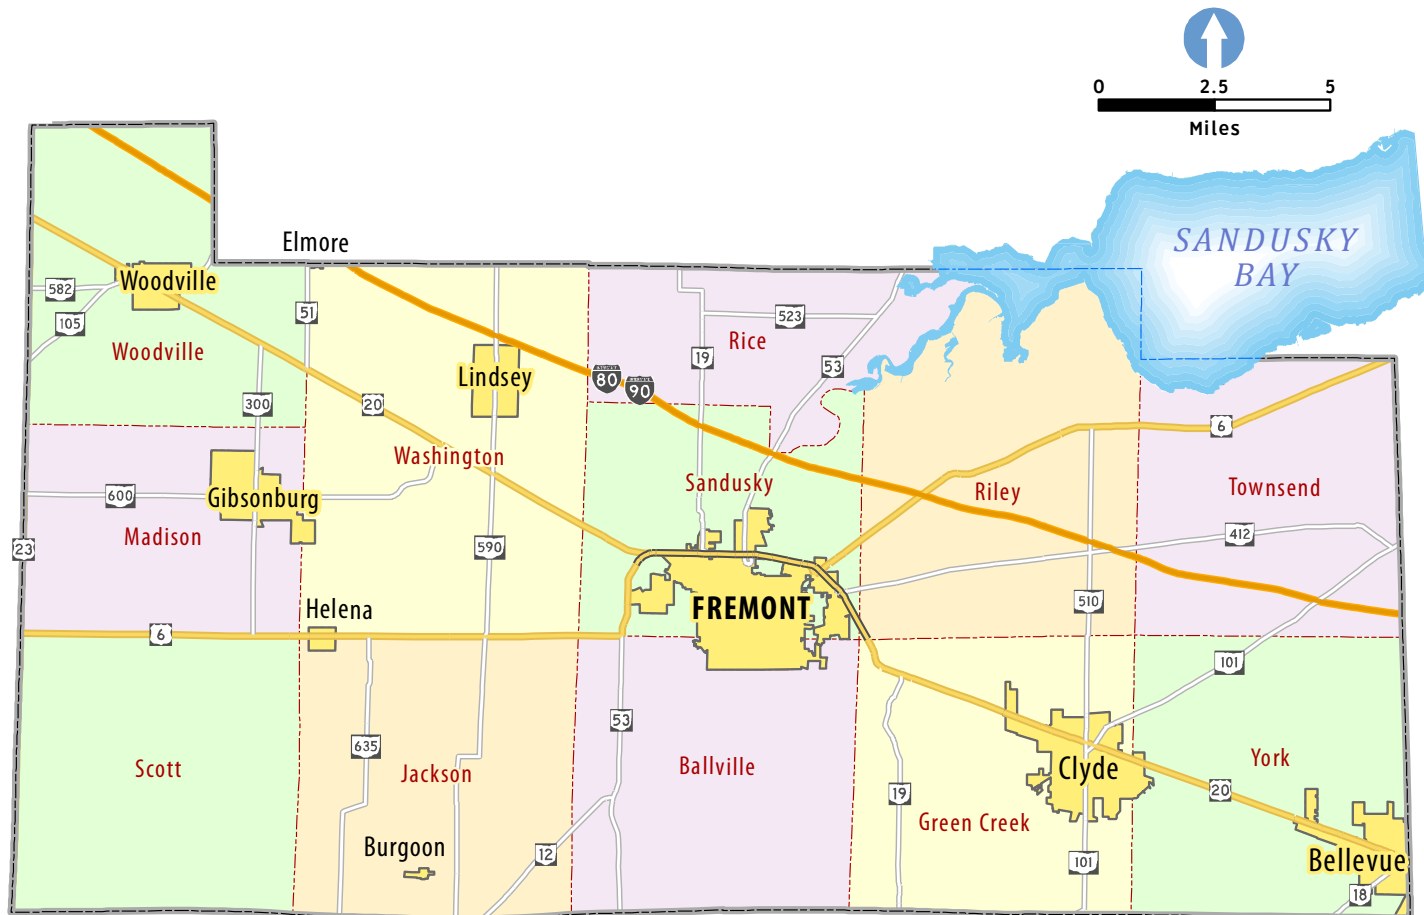 0 2.5 5
Miles
SANDUSKY
BAY
Elmore
Woodville
582
105
51
Woodville
523
Rice
19
53
Lindsey
80
90
300
20
6
Washington
Sandusky
Riley
Townsend
600
Gibsonburg
Madison
412
23
590
Helena
FREMONT
510
6
101
53
635
Scott
Jackson
Ballville
York
Clyde
20
19
Green Creek
Burgoon
12
101
Bellevue
18